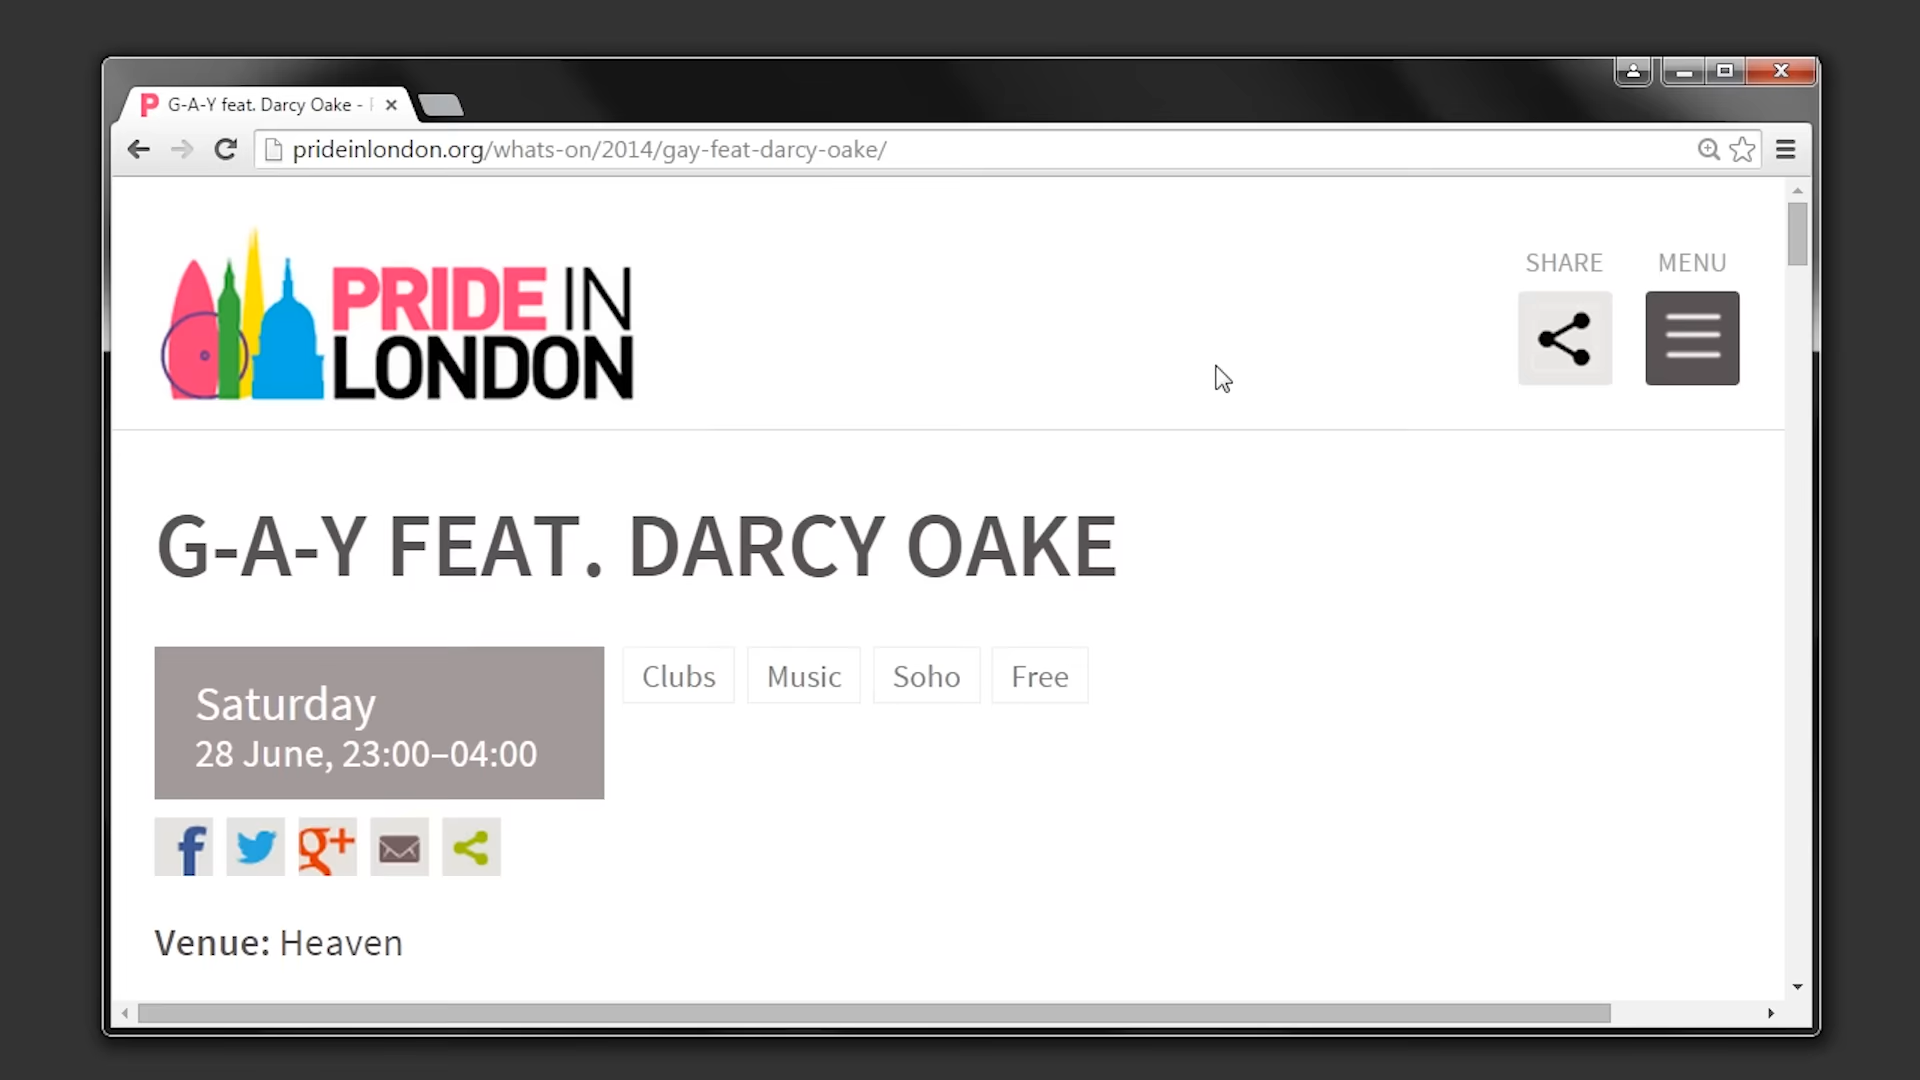 G-A-Y feat. Darcy Oake -
prideinlondon.org/whats-on/2014/gay-feat-darcy-oake/
PRIDE IN
LONDON
SHARE
MENU
G-A-Y FEAT. DARCY OAKE
Saturday
28 June, 23:00–04:00
Clubs
Music
Soho
Free
Venue: Heaven